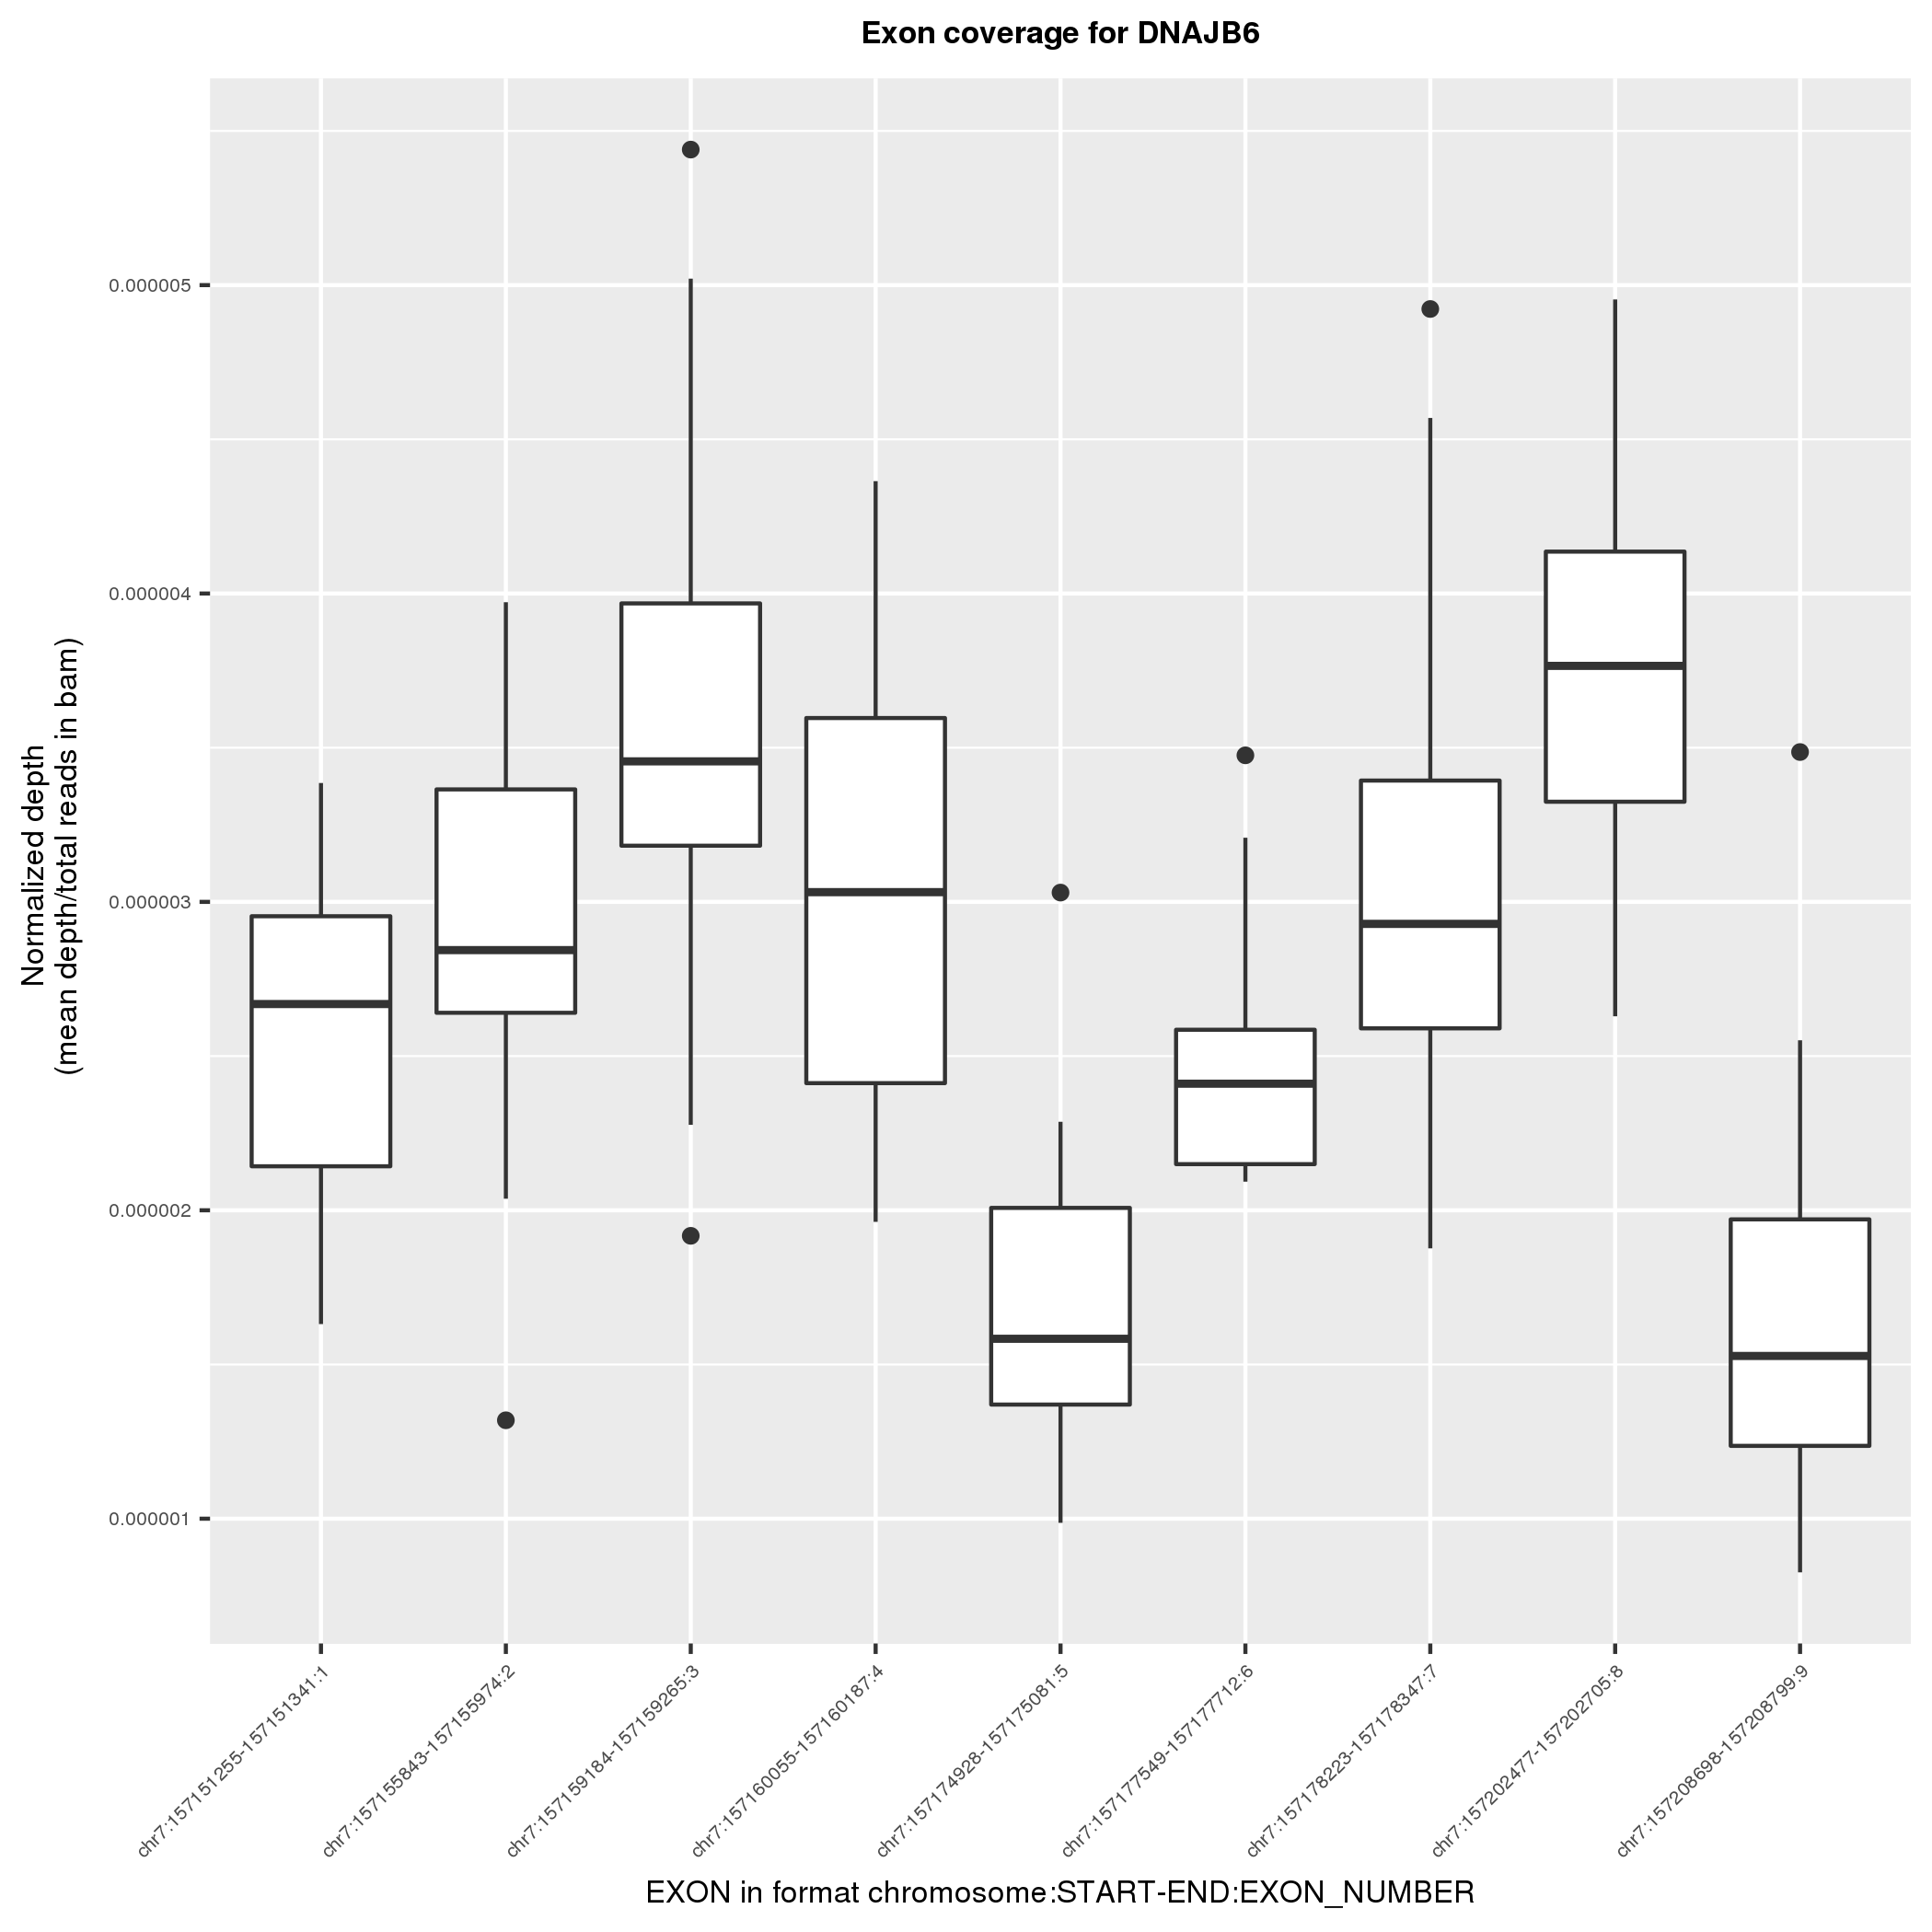 Exon coverage for DNAJB6
Normalized depth
(mean depth/total reads in bam)
0.000005
0.000004
0.000003
0.000002
0.000001
chr7:157151255-157151341:1
chr7:157155843-157155974:2
chr7:157159184-157159265:3
chr7:157160055-157160187:4
chr7:157174928-157175081:5
chr7:157177549-157177712:6
chr7:157178223-157178347:7
chr7:157202477-157202705:8
chr7:157208698-157208799:9
EXON in format chromosome:START-END:EXON_NUMBER